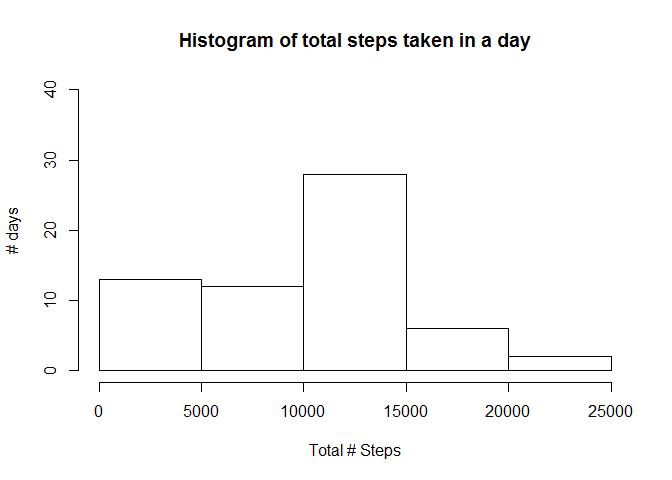 Histogram of total steps taken in a day
40
30
20
10
0
# days
0 5000 10000 15000 20000 25000
Total # Steps